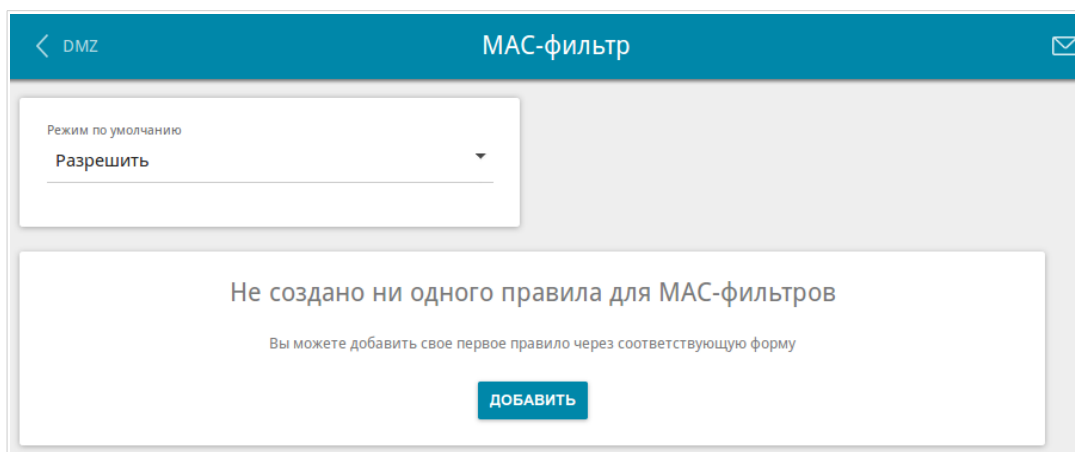 DMZ
MAC-фильтр
Режим по умолчанию
Разрешить
Не создано ни одного правила для MAC-фильтров
Вы можете добавить свое первое правило через соответствующую форму
ДОБАВИТЬ